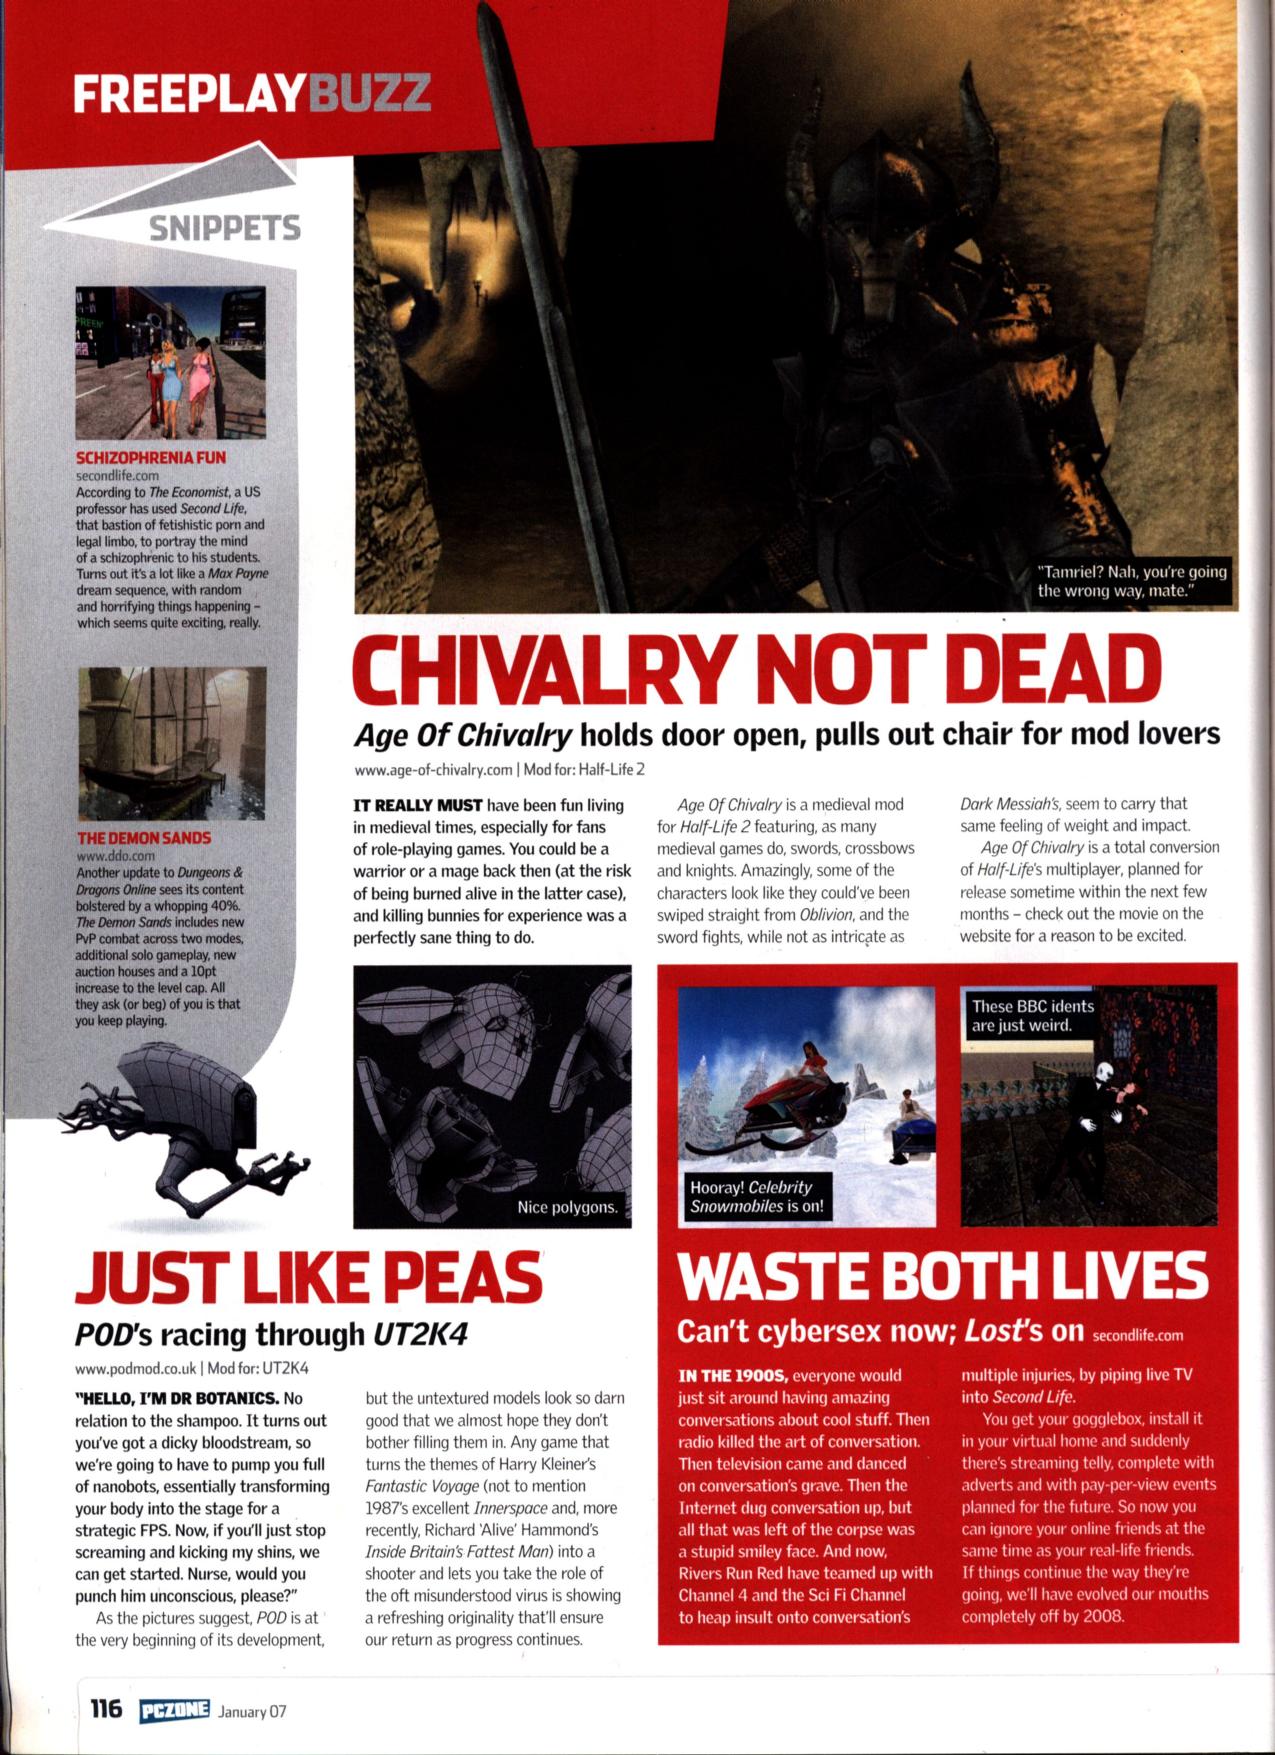 FREEPLAYBUZZ
SNIPPETS
SCHIZOPHRENIA FUN
secondlife.com
According to The Economist, a US
professor has used Second Life,
that bastion of fetishistic porn and
legal limbo, to portray the mind
of a schizophrenic to his students.
Turns out it's a lot like a Max Payne
dream sequence, with random
and horrifying things happening –
which seems quite exciting, really.
THE DEMON SANDS
www.ddo.com
Another update to Dungeons &
Dragons Online sees its content
bolstered by a whopping 40%.
The Demon Sands includes new
PvP combat across two modes,
additional solo gameplay, new
auction houses and a 10pt
increase to the level cap. All
they ask (or beg) of you is that
you keep playing.
"Tamriel? Nah, you're going
the wrong way, mate."
CHIVALRY NOT DEAD
Age Of Chivalry holds door open, pulls out chair for mod lovers
www.age-of-chivalry.com | Mod for: Half-Life 2
IT REALLY MUST have been fun living
in medieval times, especially for fans
of role-playing games. You could be a
warrior or a mage back then (at the risk
of being burned alive in the latter case),
and killing bunnies for experience was a
perfectly sane thing to do.
Age Of Chivalry is a medieval mod
for Half-Life 2 featuring, as many
medieval games do, swords, crossbows
and knights. Amazingly, some of the
characters look like they could've been
swiped straight from Oblivion, and the
sword fights, while not as intricate as
Dark Messiah's, seem to carry that
same feeling of weight and impact.
Age Of Chivalry is a total conversion
of Half-Life's multiplayer, planned for
release sometime within the next few
months – check out the movie on the
website for a reason to be excited.
Nice polygons.
JUST LIKE PEAS
POD's racing through UT2K4
www.podmod.co.uk | Mod for: UT2K4
"HELLO, I'M DR BOTANICS. No
relation to the shampoo. It turns out
you've got a dicky bloodstream, so
we're going to have to pump you full
of nanobots, essentially transforming
your body into the stage for a
strategic FPS. Now, if you'll just stop
screaming and kicking my shins, we
can get started. Nurse, would you
punch him unconscious, please?"
As the pictures suggest, POD is at
the very beginning of its development,
but the untextured models look so darn
good that we almost hope they don't
bother filling them in. Any game that
turns the themes of Harry Kleiner's
Fantastic Voyage (not to mention
1987's excellent Innerspace and, more
recently, Richard 'Alive' Hammond's
Inside Britain's Fattest Man) into a
shooter and lets you take the role of
the oft misunderstood virus is showing
a refreshing originality that'll ensure
our return as progress continues.
Hooray! Celebrity
Snowmobiles is on!
These BBC idents
are just weird.
WASTE BOTH LIVES
Can't cybersex now; Lost's on secondlife.com
IN THE 1900S, everyone would
just sit around having amazing
conversations about cool stuff. Then
radio killed the art of conversation.
Then television came and danced
on conversation's grave. Then the
Internet dug conversation up, but
all that was left of the corpse was
a stupid smiley face. And now,
Rivers Run Red have teamed up with
Channel 4 and the Sci Fi Channel
to heap insult onto conversation's
multiple injuries, by piping live TV
into Second Life.
You get your gogglebox, install it
in your virtual home and suddenly
there's streaming telly, complete with
adverts and with pay-per-view events
planned for the future. So now you
can ignore your online friends at the
same time as your real-life friends.
If things continue the way they're
going, we'll have evolved our mouths
completely off by 2008.
116 PCZONE January 07